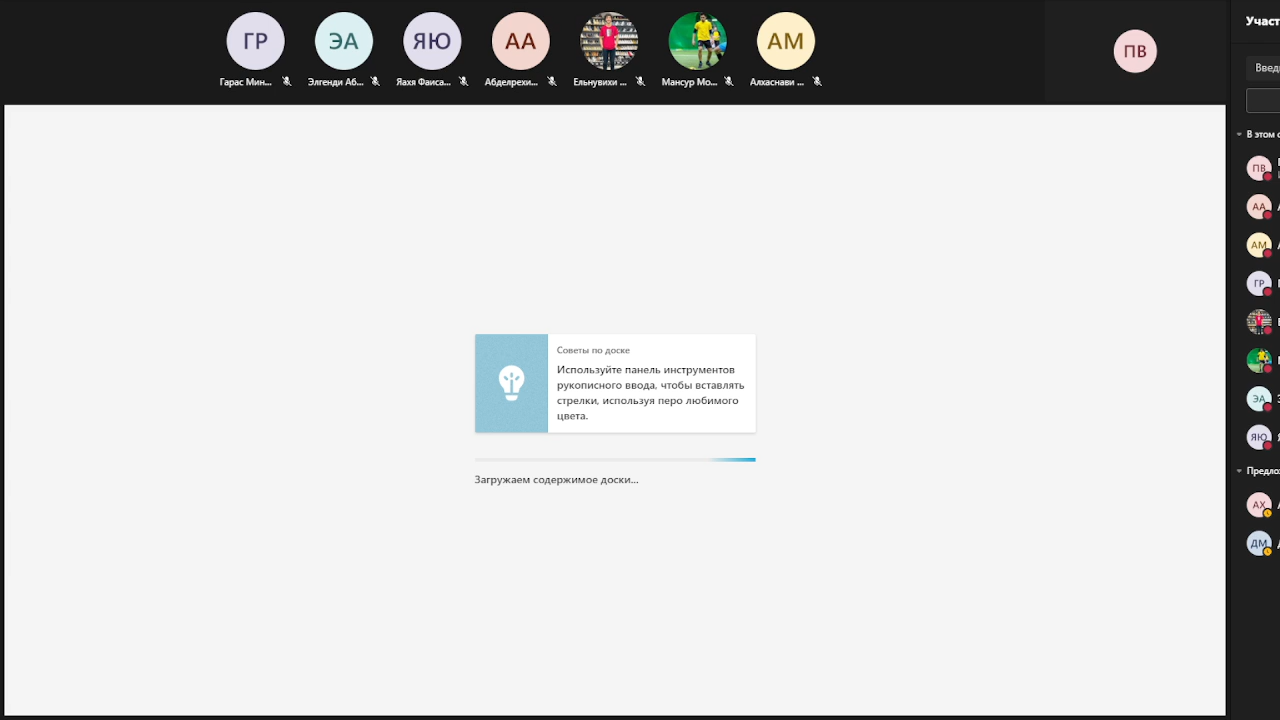 ГР ЭА ЯЮ АА АМ ПВ
Гарас Мин... Элгенди Аб... Яахя Фаиса... Абделрехи... Ельнувихи ... Мансур Мо... Алхаснави ...
Советы по доске
Используйте панель инструментов
рукописного ввода, чтобы вставлять
стрелки, используя перо любимого
цвета.
Загружаем содержимое доски...
Участ
Введи
В этом с
ПВ
АА
АМ
ГР
ЭА
ЯЮ
Предлож
АХ
ДМ